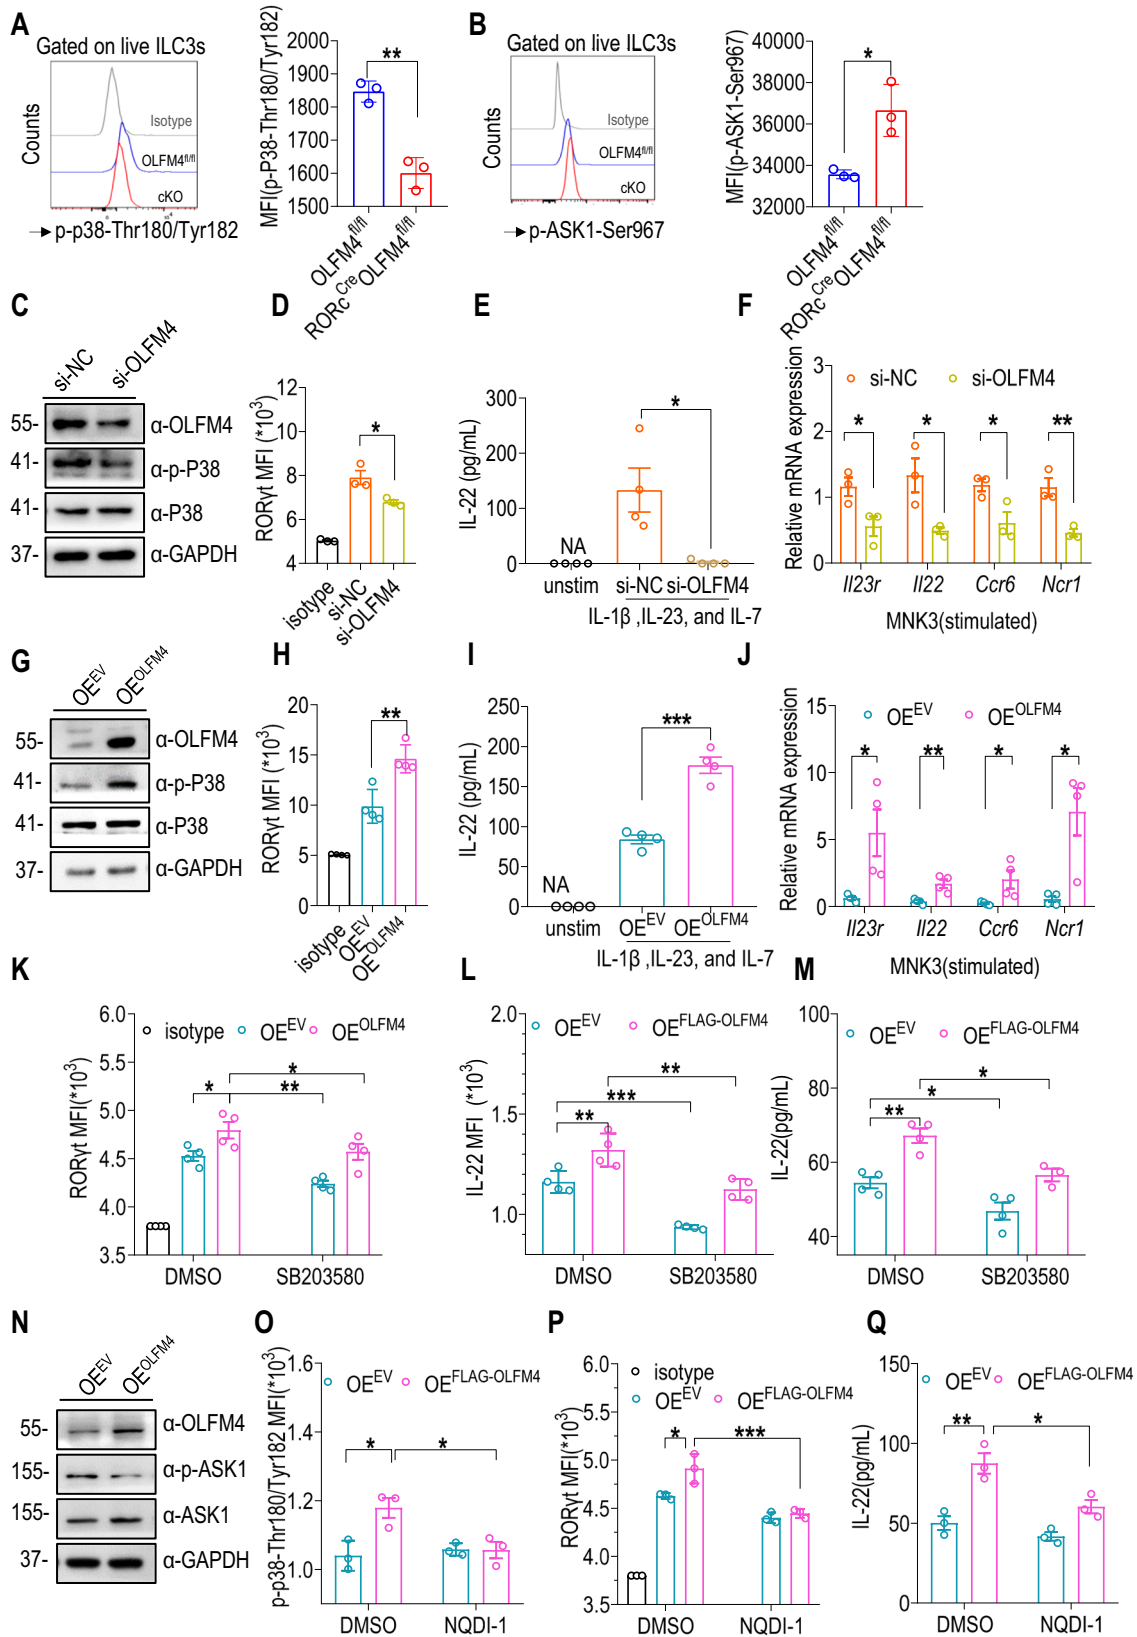 A
Gated on live ILC3s
Counts
Isotype
OLFM4fl/fl
cKO
p-p38-Thr180/Tyr182
MFI(p-P38-Thr180/Tyr182)
2000
1900
1800
1700
1600
1500
**
OLFM4fl/fl
RORcCreOLFM4fl/fl
B
Gated on live ILC3s
Counts
Isotype
OLFM4fl/fl
cKO
p-ASK1-Ser967
MFI(p-ASK1-Ser967)
40000
38000
36000
34000
32000
*
OLFM4fl/fl
RORcCreOLFM4fl/fl
C
si-NC
si-OLFM4
55- α-OLFM4
41- α-p-P38
41- α-P38
37- α-GAPDH
D
RORγt MFI (*10³)
12
10
8
6
4
*
isotype
si-NC
si-OLFM4
E
IL-22 (pg/mL)
300
200
100
0
*
NA
unstim si-NC si-OLFM4
IL-1β ,IL-23, and IL-7
F
Relative mRNA expression
3
2
1
0
si-NC si-OLFM4
* * * **
Il23r Il22 Ccr6 Ncr1
MNK3(stimulated)
G
OEEV
OEOLFM4
55- α-OLFM4
41- α-p-P38
41- α-P38
37- α-GAPDH
H
RORγt MFI (*10³)
20
15
10
5
0
**
isotype
OEEV
OEOLFM4
I
IL-22 (pg/mL)
250
200
150
100
50
0
***
NA
unstim OEEV OEOLFM4
IL-1β ,IL-23, and IL-7
J
Relative mRNA expression
15
10
5
0
OEEV OEOLFM4
* ** * *
Il23r Il22 Ccr6 Ncr1
MNK3(stimulated)
K
RORγt MFI(*10³)
6.0
5.5
5.0
4.5
4.0
3.5
isotype OEEV OEOLFM4
*
* **
DMSO SB203580
L
IL-22 MFI (*10³)
2.0
1.5
1.0
OEEV OEFLAG-OLFM4
**
***
**
DMSO SB203580
M
IL-22(pg/mL)
100
80
60
40
OEEV OEFLAG-OLFM4
*
*
**
DMSO SB203580
N
OEEV
OEOLFM4
55- α-OLFM4
155- α-p-ASK1
155- α-ASK1
37- α-GAPDH
O
p-p38-Thr180/Tyr182 MFI(*10³)
1.6
1.4
1.2
1.0
OEEV OEFLAG-OLFM4
* *
DMSO NQDI-1
P
RORγt MFI(*10³)
6.0
5.5
5.0
4.5
4.0
3.5
isotype
OEEV OEFLAG-OLFM4
* ***
DMSO NQDI-1
Q
IL-22(pg/mL)
150
100
50
0
OEEV OEFLAG-OLFM4
** *
DMSO NQDI-1